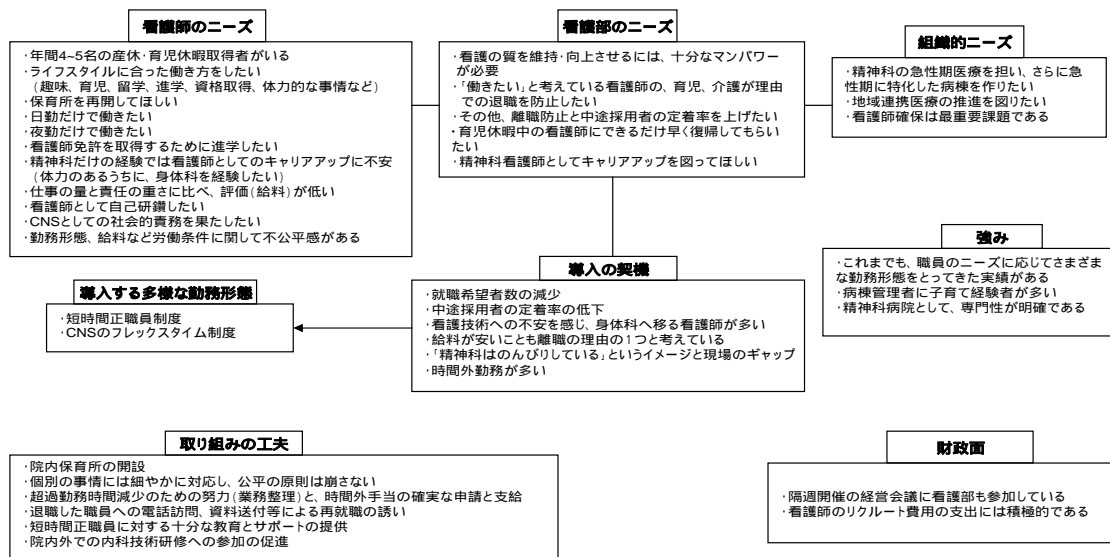 看護師のニーズ
・年間4~5名の産休・育児休暇取得者がいる
・ライフスタイルに合った働き方をしたい
(趣味、育児、留学、進学、資格取得、体力的な事情など)
・保育所を再開してほしい
・日勤だけで働きたい
・夜勤だけで働きたい
・看護師免許を取得するために進学したい
・精神科だけの経験では看護師としてのキャリアアップに不安
(体力のあるうちに、身体科を経験したい)
・仕事の量と責任の重さに比べ、評価(給料)が低い
・看護師として自己研鑽したい
・CNSとしての社会的責務を果たしたい
・勤務形態、給料など労働条件に関して不公平感がある
看護部のニーズ
・看護の質を維持・向上させるには、十分なマンパワー
が必要
・「働きたい」と考えている看護師の、育児、介護が理由
での退職を防止したい
・その他、離職防止と中途採用者の定着率を上げたい
・育児休暇中の看護師にできるだけ早く復帰してもらい
たい
・精神科看護師としてキャリアアップを図ってほしい
組織的ニーズ
・精神科の急性期医療を担い、さらに急
性期に特化した病棟を作りたい
・地域連携医療の推進を図りたい
・看護師確保は最重要課題である
強み
・これまでも、職員のニーズに応じてさまざま
な勤務形態をとってきた実績がある
・病棟管理者に子育て経験者が多い
・精神科病院として、専門性が明確である
導入の契機
・就職希望者数の減少
・中途採用者の定着率の低下
・看護技術への不安を感じ、身体科へ移る看護師が多い
・給料が安いことも離職の理由の1つと考えている
・「精神科はのんびりしている」というイメージと現場のギャップ
・時間外勤務が多い
導入する多様な勤務形態
・短時間正職員制度
・CNSのフレックスタイム制度
取り組みの工夫
・院内保育所の開設
・個別の事情には細やかに対応し、公平の原則は崩さない
・超過勤務時間減少のための努力(業務整理)と、時間外手当の確実な申請と支給
・退職した職員への電話訪問、資料送付等による再就職の誘い
・短時間正職員に対する十分な教育とサポートの提供
・院内外での内科技術研修への参加の促進
財政面
・隔週開催の経営会議に看護部も参加している
・看護師のリクルート費用の支出には積極的である